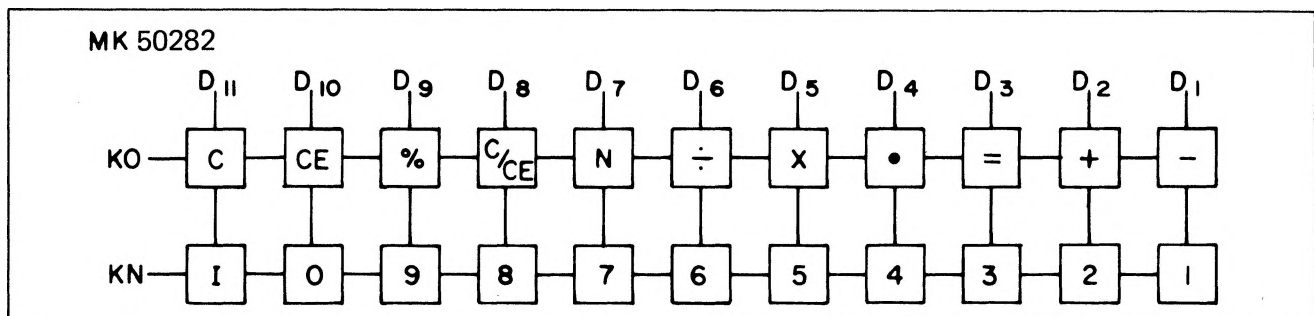 MK 50282
D11 D10 D9 D8 D7 D6 D5 D4 D3 D2 D1
KO C CE % C/CE N ÷ X • = + −
KN I 0 9 8 7 6 5 4 3 2 1